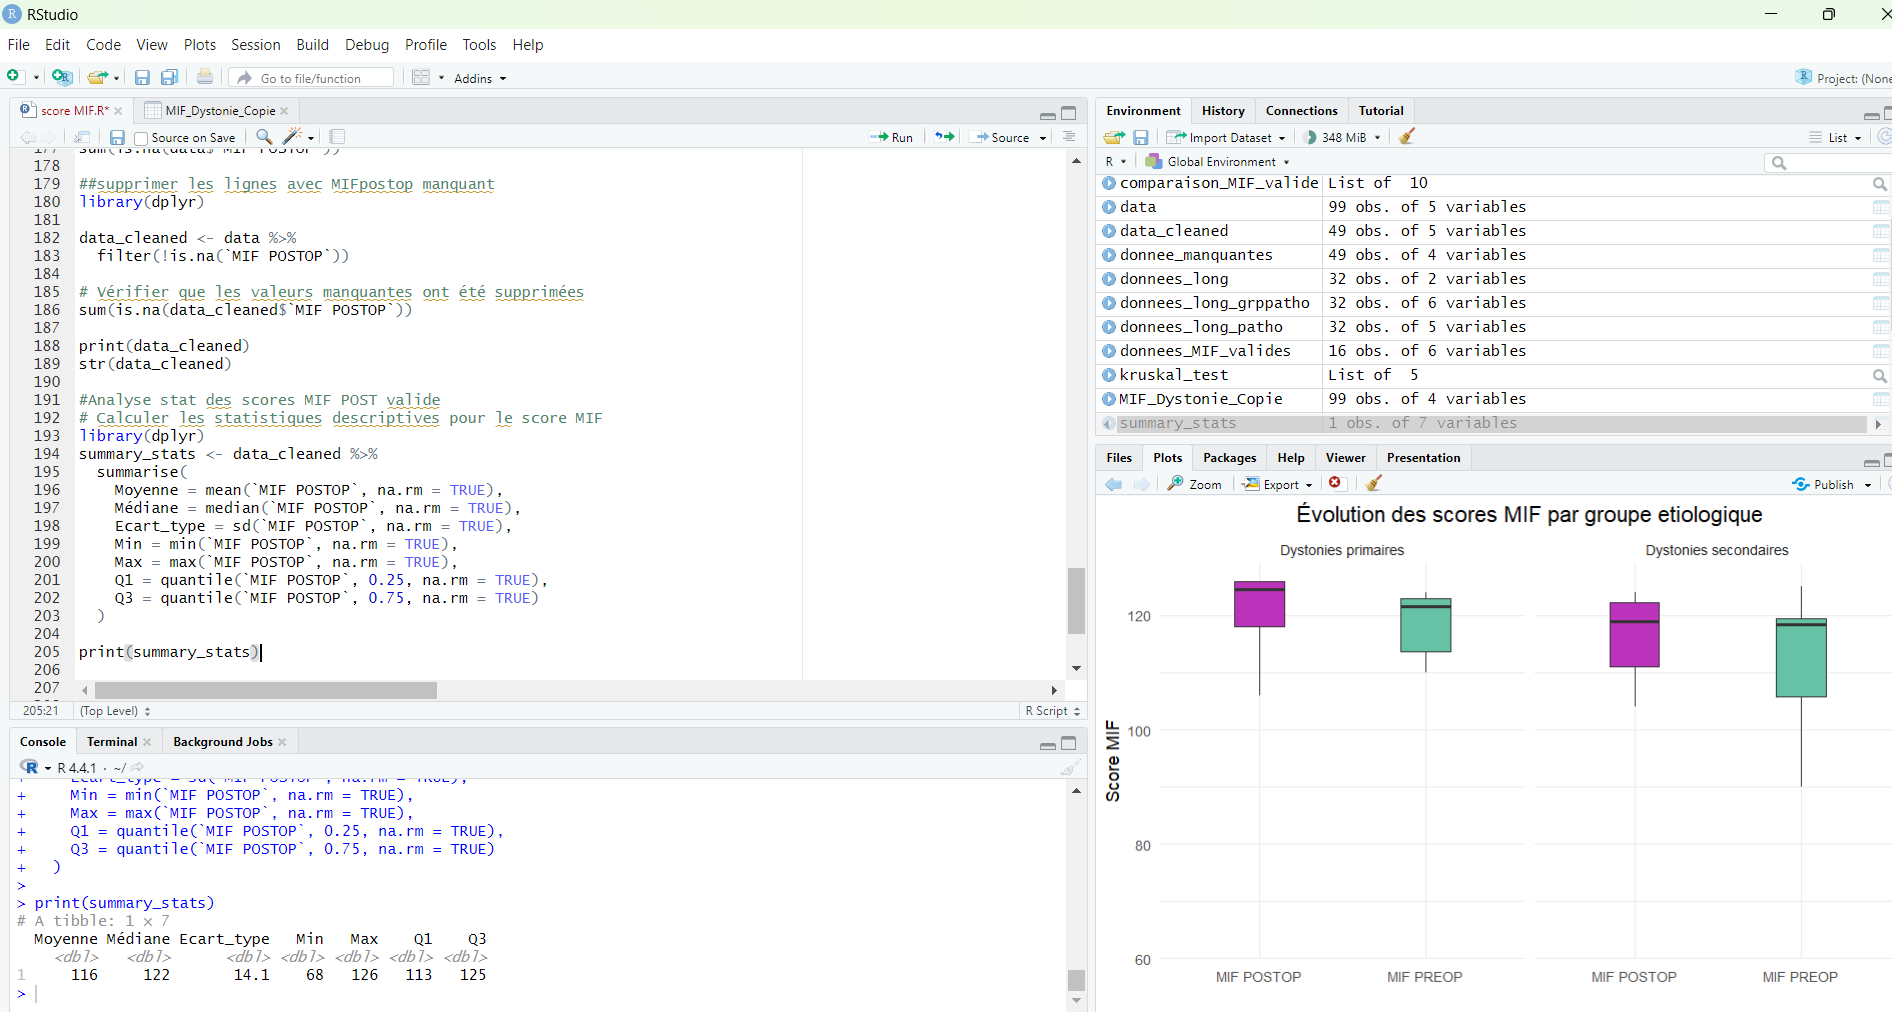 RStudio
File Edit Code View Plots Session Build Debug Profile Tools Help
Go to file/function Addins Project: (None
score MIF.R* MIF_Dystonie_Copie
Source on Save Run Source
178
179 ##supprimer les lignes avec MIFpostop manquant
180 library(dplyr)
181
182 data_cleaned <- data %>%
183 filter(!is.na(`MIF POSTOP`))
184
185 # Vérifier que les valeurs manquantes ont été supprimées
186 sum(is.na(data_cleaned$`MIF POSTOP`))
187
188 print(data_cleaned)
189 str(data_cleaned)
190
191 #Analyse stat des scores MIF POST valide
192 # Calculer les statistiques descriptives pour le score MIF
193 library(dplyr)
194 summary_stats <- data_cleaned %>%
195 summarise(
196 Moyenne = mean(`MIF POSTOP`, na.rm = TRUE),
197 Médiane = median(`MIF POSTOP`, na.rm = TRUE),
198 Ecart_type = sd(`MIF POSTOP`, na.rm = TRUE),
199 Min = min(`MIF POSTOP`, na.rm = TRUE),
200 Max = max(`MIF POSTOP`, na.rm = TRUE),
201 Q1 = quantile(`MIF POSTOP`, 0.25, na.rm = TRUE),
202 Q3 = quantile(`MIF POSTOP`, 0.75, na.rm = TRUE)
203 )
204
205 print(summary_stats)
206
207
205:21 (Top Level) R Script
Console Terminal Background Jobs
R 4.4.1 · ~/
+ Min = min(`MIF POSTOP`, na.rm = TRUE),
+ Max = max(`MIF POSTOP`, na.rm = TRUE),
+ Q1 = quantile(`MIF POSTOP`, 0.25, na.rm = TRUE),
+ Q3 = quantile(`MIF POSTOP`, 0.75, na.rm = TRUE)
+ )
>
> print(summary_stats)
# A tibble: 1 × 7
Moyenne Médiane Ecart_type Min Max Q1 Q3
<dbl> <dbl> <dbl> <dbl> <dbl> <dbl> <dbl>
1 116 122 14.1 68 126 113 125
>
Environment History Connections Tutorial
Import Dataset 348 MiB List
R Global Environment
comparaison_MIF_valide List of 10
data 99 obs. of 5 variables
data_cleaned 49 obs. of 5 variables
donnee_manquantes 49 obs. of 4 variables
donnees_long 32 obs. of 2 variables
donnees_long_grppatho 32 obs. of 6 variables
donnees_long_patho 32 obs. of 5 variables
donnees_MIF_valides 16 obs. of 6 variables
kruskal_test List of 5
MIF_Dystonie_Copie 99 obs. of 4 variables
summary_stats 1 obs. of 7 variables
Files Plots Packages Help Viewer Presentation
Zoom Export Publish
Évolution des scores MIF par groupe etiologique
Dystonies primaires Dystonies secondaires
120
100
80
60
Score MIF
MIF POSTOP MIF PREOP MIF POSTOP MIF PREOP